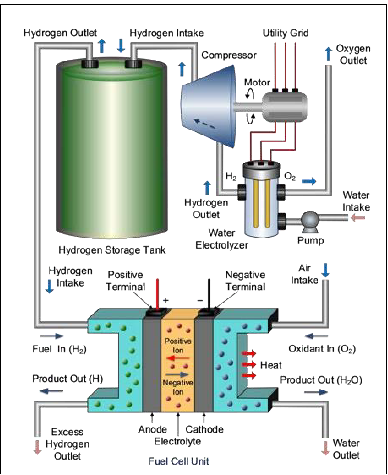 Hydrogen Outlet
Hydrogen Intake
Utility Grid
Compressor
Oxygen
Outlet
Motor
H2
O2
Hydrogen
Outlet
Water
Intake
Water
Electrolyzer
Pump
Hydrogen Storage Tank
Hydrogen
Intake
Positive
Terminal
Negative
Terminal
Air
Intake
+
−
Fuel In (H2)
Positive
Ion
Oxidant In (O2)
Heat
Product Out (H)
Negative
Ion
Product Out (H2O)
Anode
Cathode
Electrolyte
Excess
Hydrogen
Outlet
Water
Outlet
Fuel Cell Unit